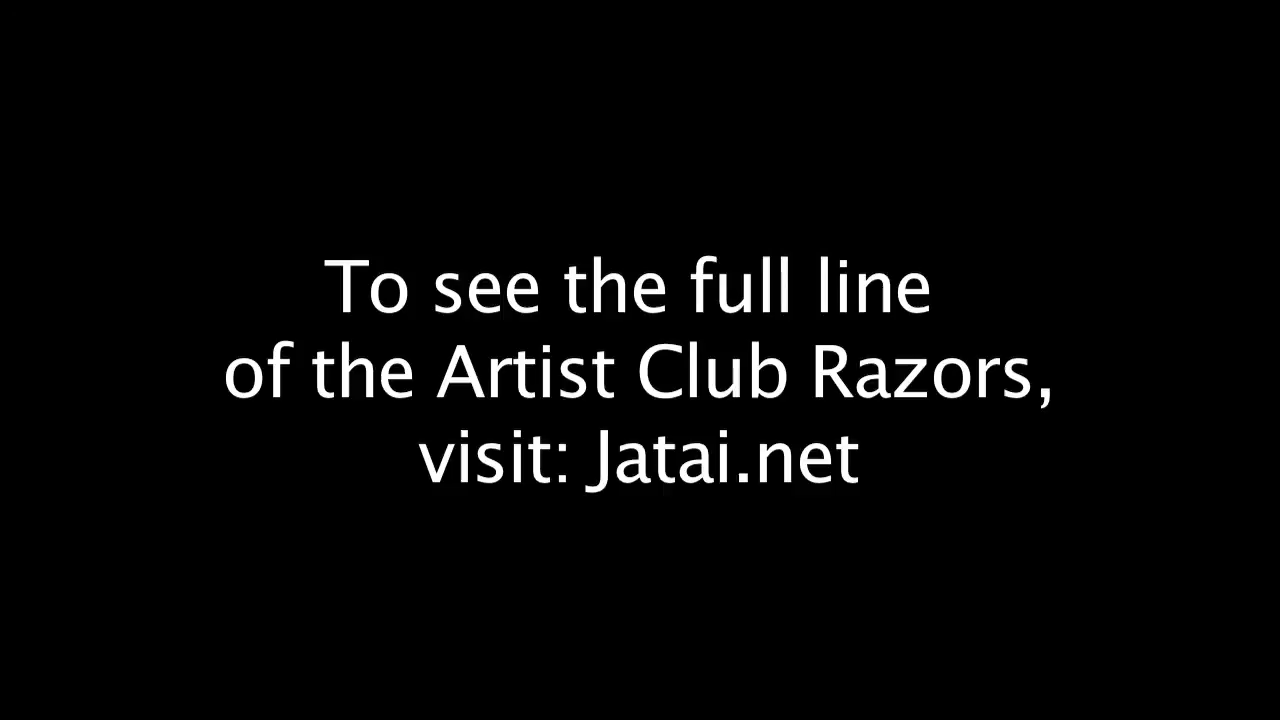 To see the full line
of the Artist Club Razors,
visit: Jatai.net